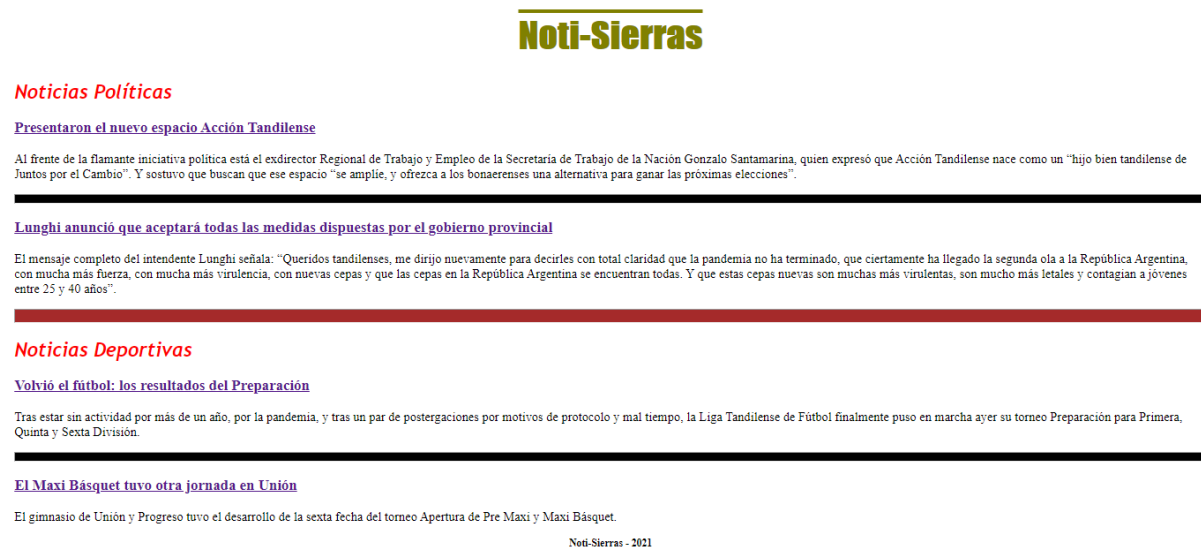 Noti-Sierras
Noticias Políticas
Presentaron el nuevo espacio Acción Tandilense
Al frente de la flamante iniciativa política está el exdirector Regional de Trabajo y Empleo de la Secretaría de Trabajo de la Nación Gonzalo Santamarina, quien expresó que Acción Tandilense nace como un “hijo bien tandilense de
Juntos por el Cambio”. Y sostuvo que buscan que ese espacio “se amplíe, y ofrezca a los bonaerenses una alternativa para ganar las próximas elecciones”.
Lunghi anunció que aceptará todas las medidas dispuestas por el gobierno provincial
El mensaje completo del intendente Lunghi señala: “Queridos tandilenses, me dirijo nuevamente para decirles con total claridad que la pandemia no ha terminado, que ciertamente ha llegado la segunda ola a la República Argentina,
con mucha más fuerza, con mucha más virulencia, con nuevas cepas y que las cepas en la República Argentina se encuentran todas. Y que estas cepas nuevas son muchas más virulentas, son mucho más letales y contagian a jóvenes
entre 25 y 40 años”.
Noticias Deportivas
Volvió el fútbol: los resultados del Preparación
Tras estar sin actividad por más de un año, por la pandemia, y tras un par de postergaciones por motivos de protocolo y mal tiempo, la Liga Tandilense de Fútbol finalmente puso en marcha ayer su torneo Preparación para Primera,
Quinta y Sexta División.
El Maxi Básquet tuvo otra jornada en Unión
El gimnasio de Unión y Progreso tuvo el desarrollo de la sexta fecha del torneo Apertura de Pre Maxi y Maxi Básquet.
Noti-Sierras - 2021